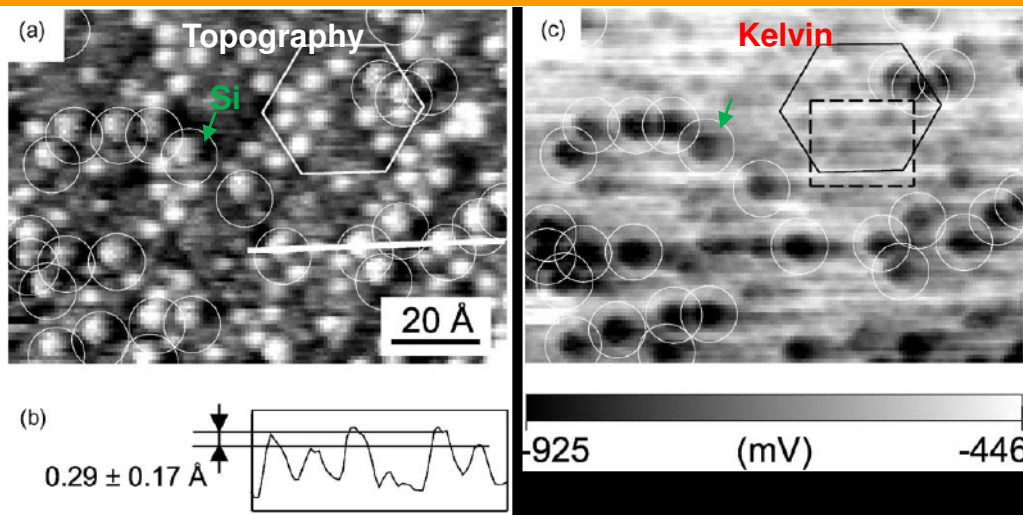 (a)
Topography
Si
20 Å
(b)
0.29 ± 0.17 Å
(c)
Kelvin
-925
(mV)
-446